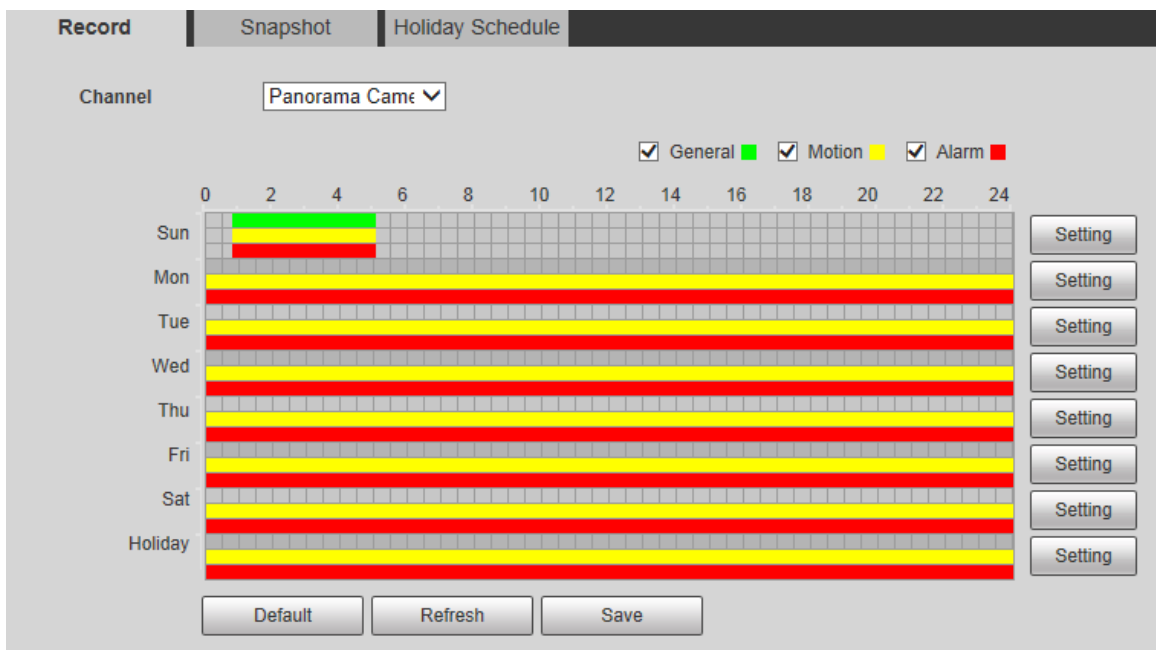 Record Snapshot Holiday Schedule
Channel Panorama Came
General Motion Alarm
0 2 4 6 8 10 12 14 16 18 20 22 24
Sun Setting
Mon Setting
Tue Setting
Wed Setting
Thu Setting
Fri Setting
Sat Setting
Holiday Setting
Default Refresh Save